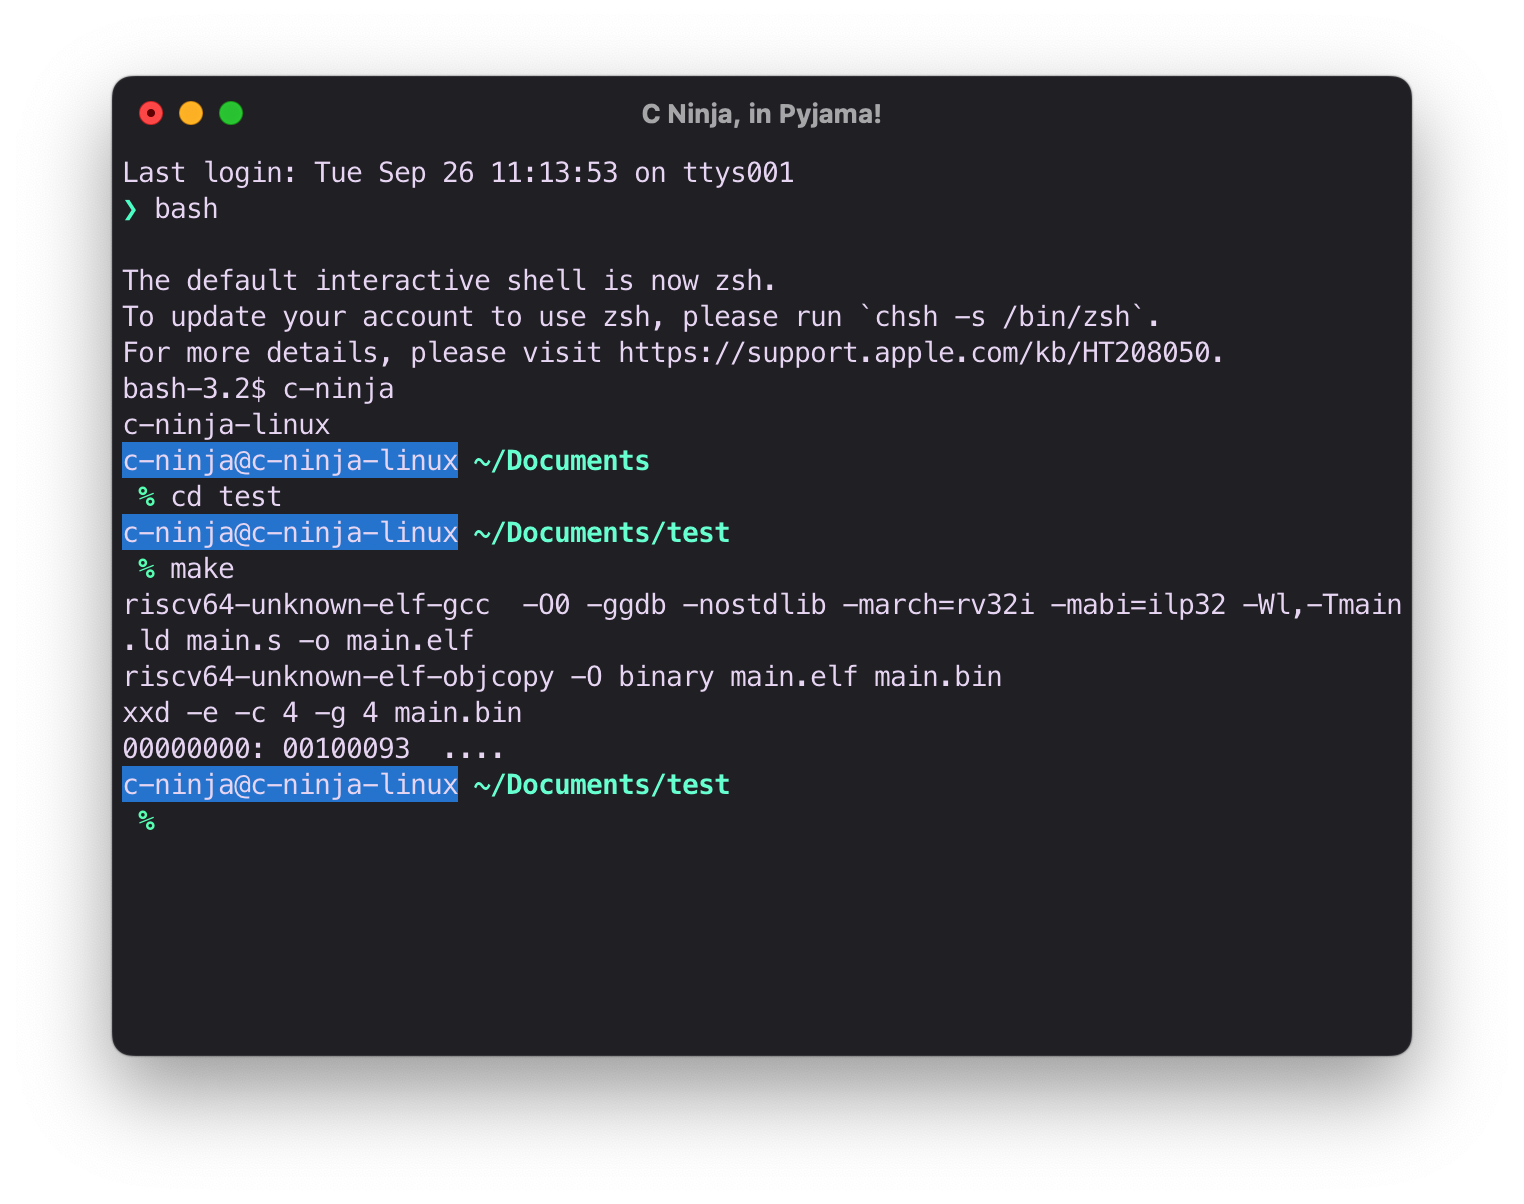 C Ninja, in Pyjama!
Last login: Tue Sep 26 11:13:53 on ttys001
❯ bash
The default interactive shell is now zsh.
To update your account to use zsh, please run `chsh -s /bin/zsh`.
For more details, please visit https://support.apple.com/kb/HT208050.
bash-3.2$ c-ninja
c-ninja-linux
c-ninja@c-ninja-linux ~/Documents
% cd test
c-ninja@c-ninja-linux ~/Documents/test
% make
riscv64-unknown-elf-gcc  -O0 -ggdb -nostdlib -march=rv32i -mabi=ilp32 -Wl,-Tmain
.ld main.s -o main.elf
riscv64-unknown-elf-objcopy -O binary main.elf main.bin
xxd -e -c 4 -g 4 main.bin
00000000: 00100093  ....
c-ninja@c-ninja-linux ~/Documents/test
%